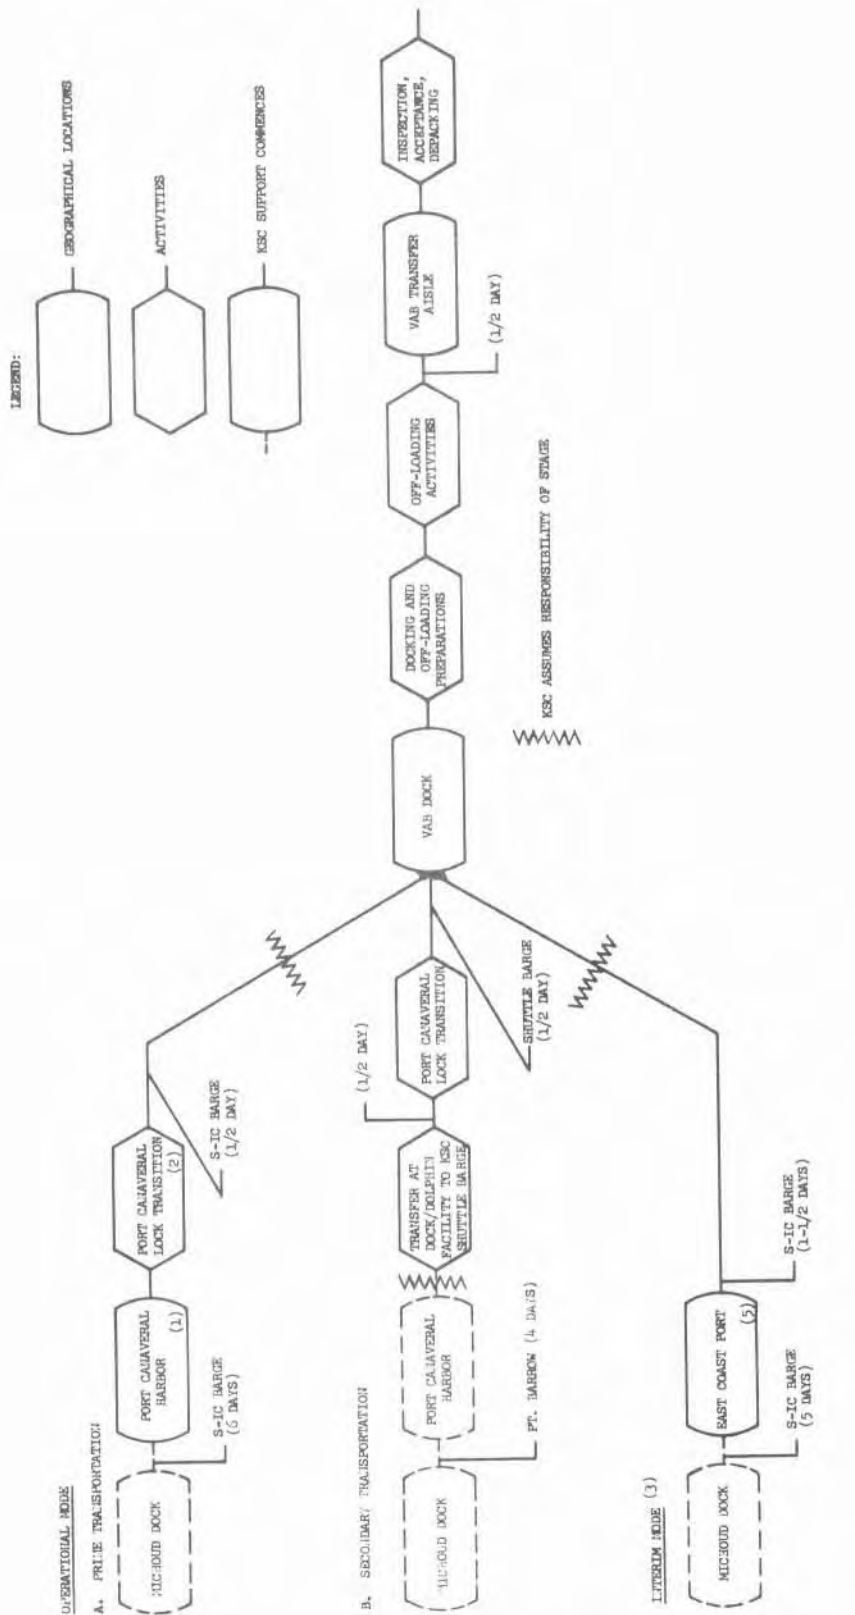 LEGEND:
GEOGRAPHICAL LOCATIONS
ACTIVITIES
KSC SUPPORT COMMENCES
OPERATIONAL MODE
A. PRIME TRANSPORTATION
MICHOUD DOCK
S-IC BARGE
(6 DAYS)
PORT CANAVERAL
HARBOR
(1)
PORT CANAVERAL
LOCK TRANSITION
(2)
S-IC BARGE
(1/2 DAY)
B. SECONDARY TRANSPORTATION
MICHOUD DOCK
PT. BARROW (4 DAYS)
PORT CANAVERAL
HARBOR
TRANSFER AT
DOCK/DOLPHIN
FACILITY TO KSC
SHUTTLE BARGE
(1/2 DAY)
PORT CANAVERAL
LOCK TRANSITION
SHUTTLE BARGE
(1/2 DAY)
INTERIM MODE (3)
MICHOUD DOCK
S-IC BARGE
(5 DAYS)
EAST COAST PORT
(5)
S-IC BARGE
(1-1/2 DAYS)
VAB DOCK
DOCKING AND
OFF-LOADING
PREPARATIONS
OFF-LOADING
ACTIVITIES
(1/2 DAY)
VAB TRANSFER
AISLE
INSPECTION,
ACCEPTANCE,
DEPACKING
KSC ASSUMES RESPONSIBILITY OF STAGE